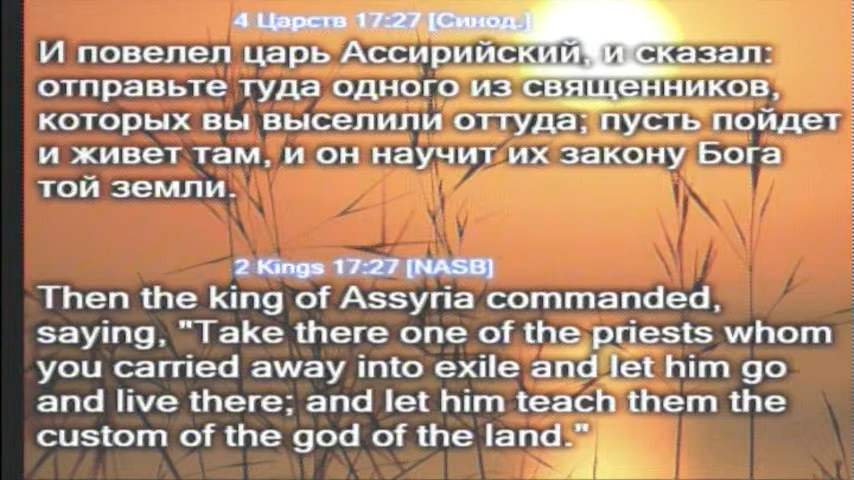 4 Царств 17:27 [Синод.]
И повелел царь Ассирийский, и сказал:
отправьте туда одного из священников,
которых вы выселили оттуда; пусть пойдет
и живет там, и он научит их закону Бога
той земли.
2 Kings 17:27 [NASB]
Then the king of Assyria commanded,
saying, "Take there one of the priests whom
you carried away into exile and let him go
and live there; and let him teach them the
custom of the god of the land."